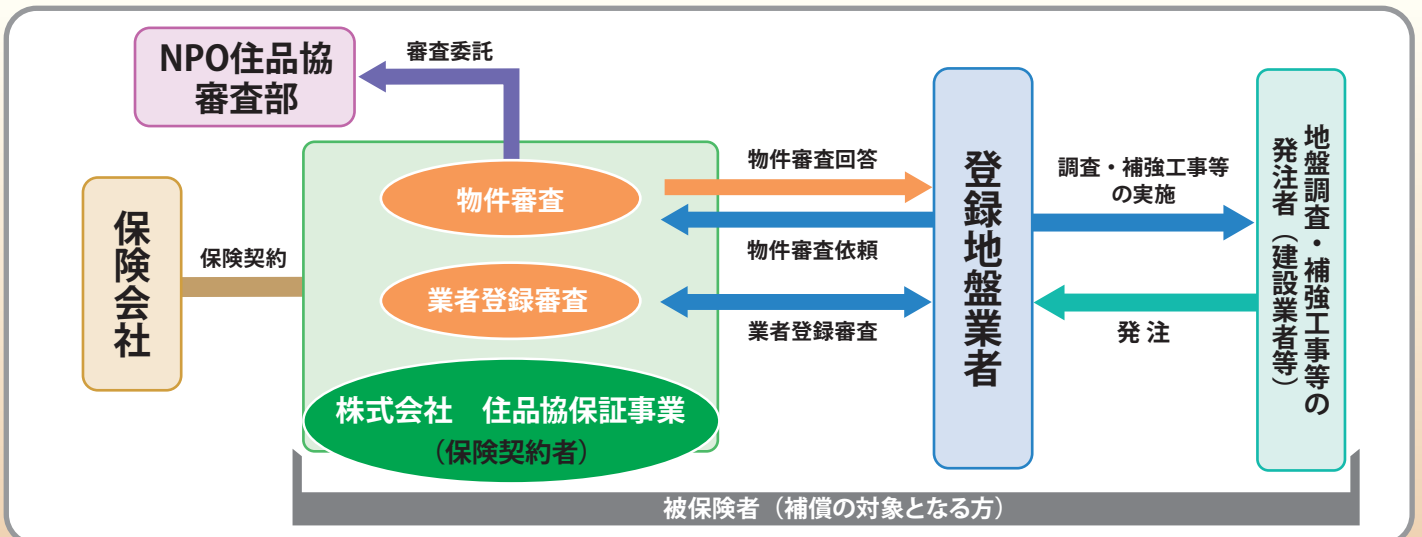 NPO住品協
審査部
審査委託
保険会社
保険契約
物件審査
業者登録審査
株式会社　住品協保証事業
（保険契約者）
物件審査回答
物件審査依頼
業者登録審査
登録地盤業者
調査・補強工事等
の実施
発 注
地盤調査・補強工事等の
発注者（建設業者等）
被保険者（補償の対象となる方）